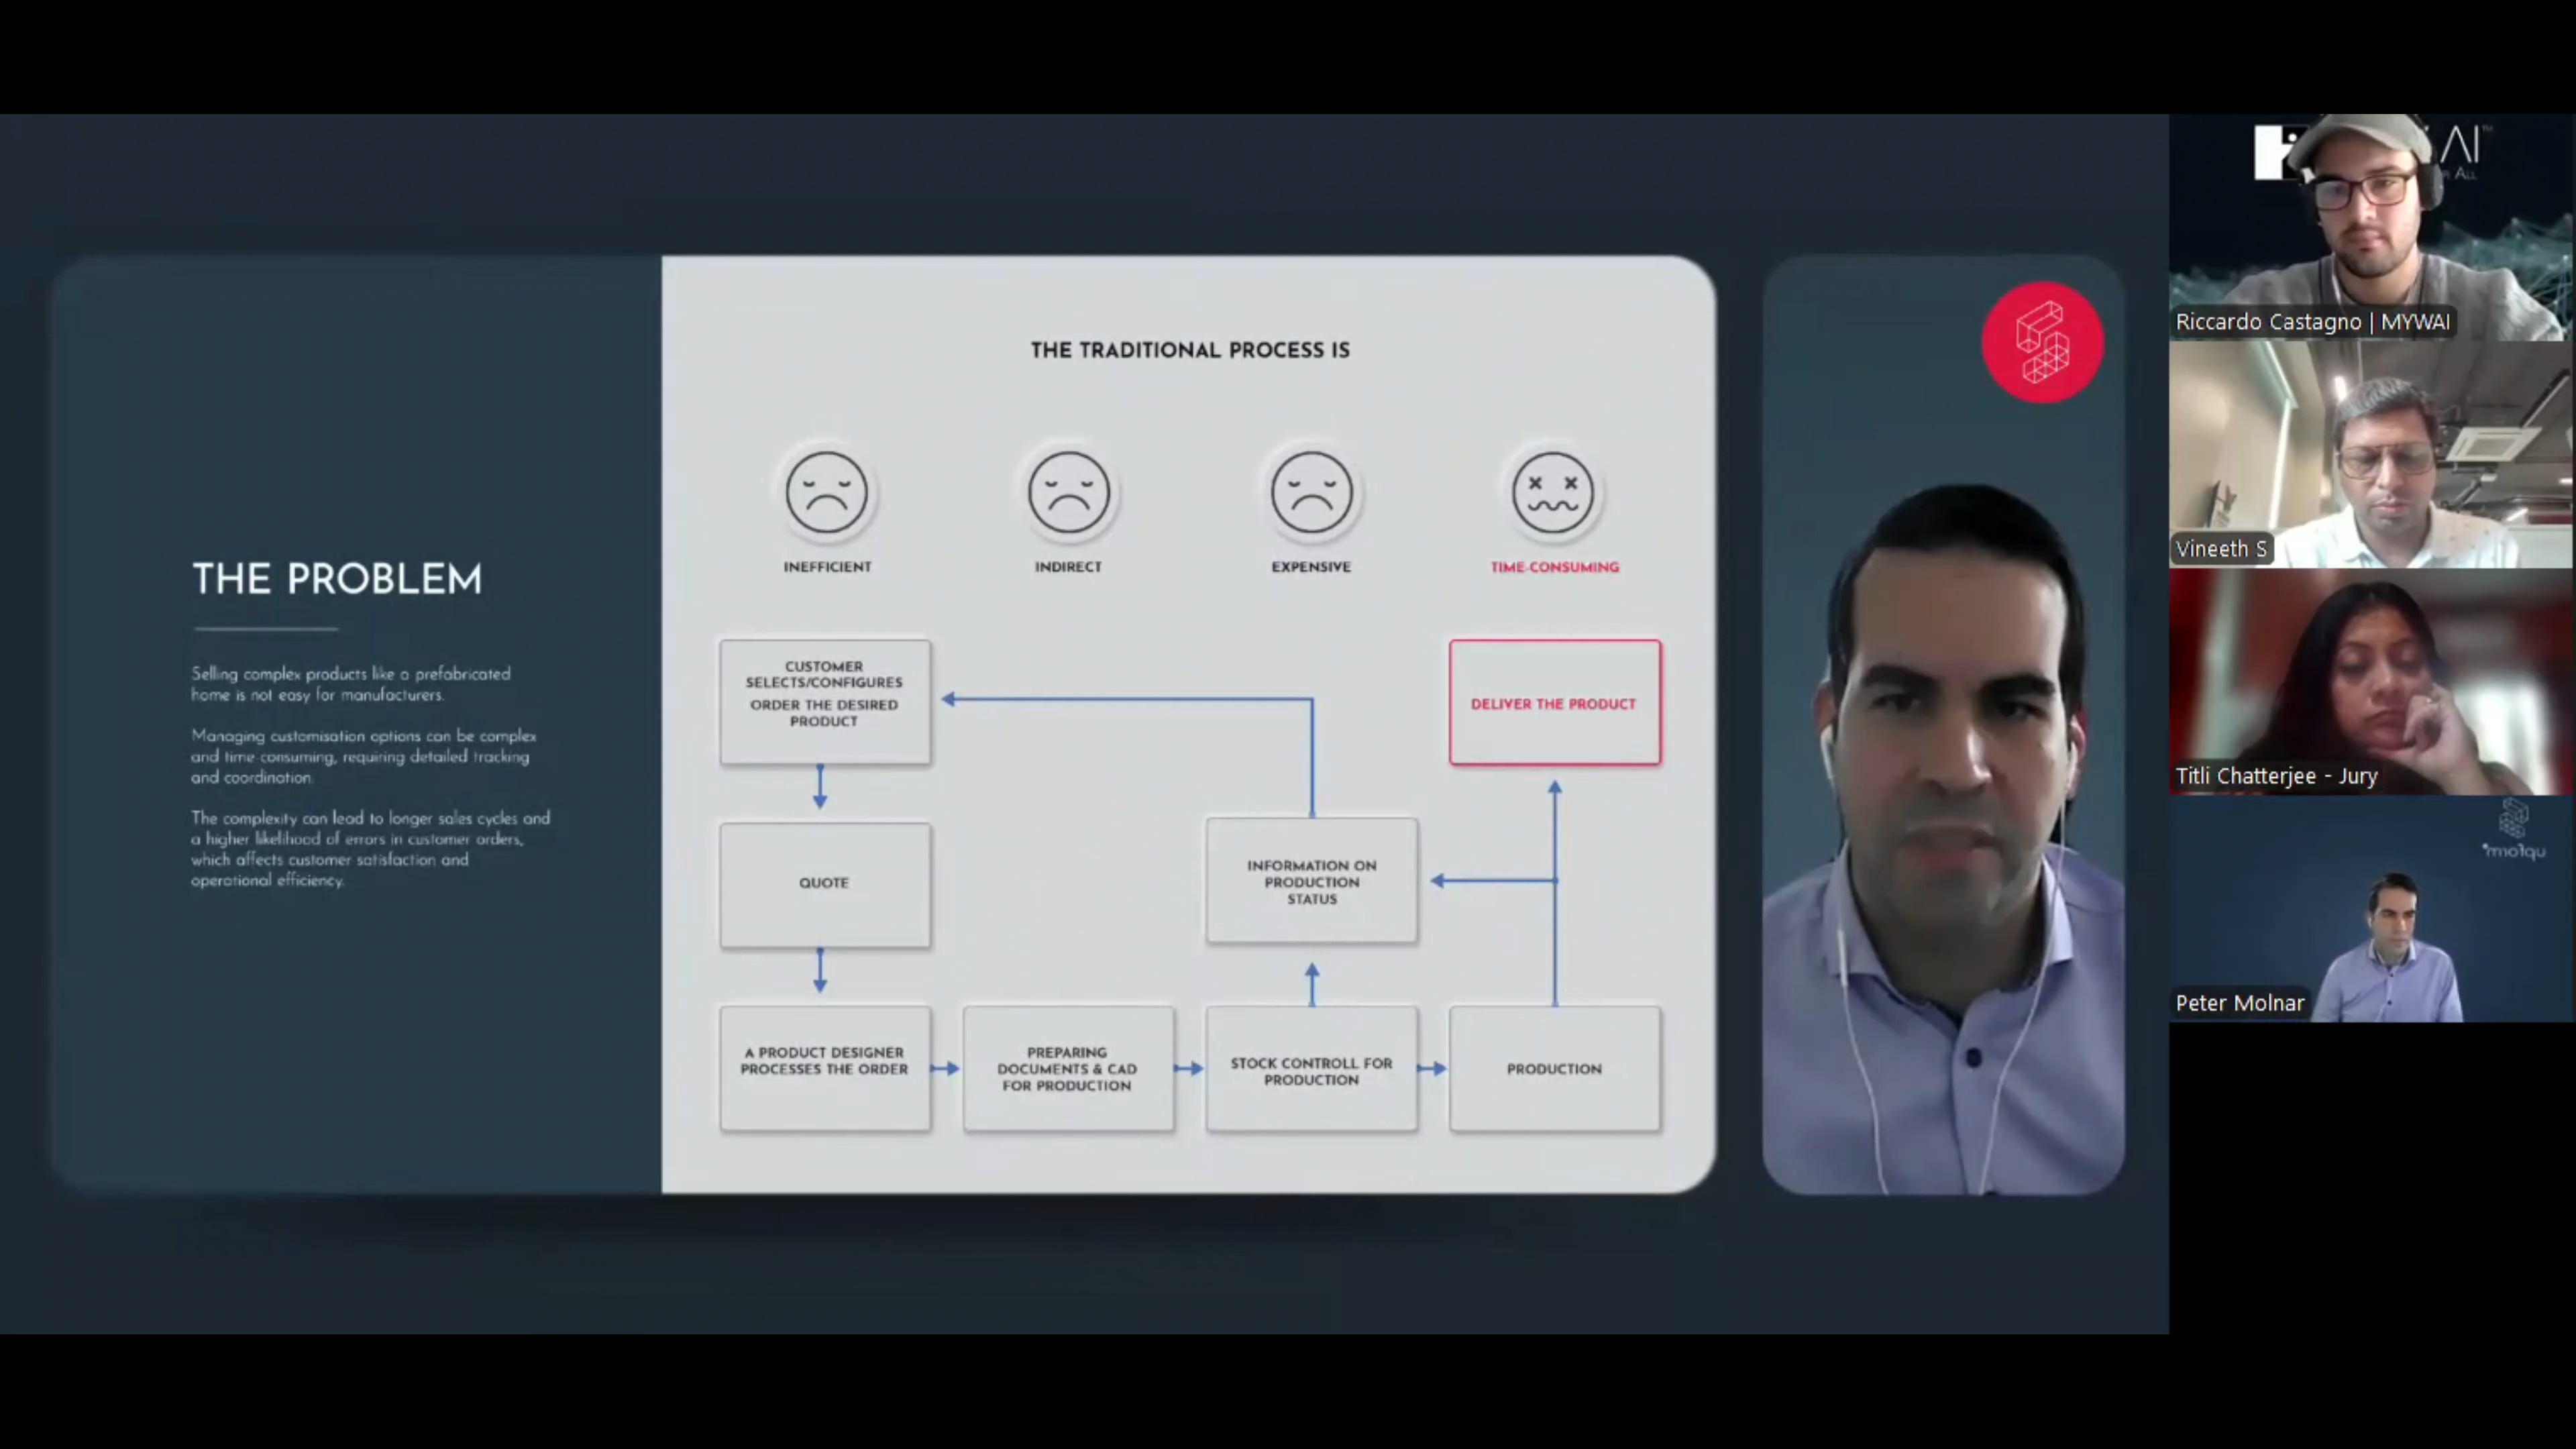 THE PROBLEM
Selling complex products like a prefabricated
home is not easy for manufacturers.
Managing customisation options can be complex
and time-consuming, requiring detailed tracking
and coordination.
The complexity can lead to longer sales cycles and
a higher likelihood of errors in customer orders,
which affects customer satisfaction and
operational efficiency.
THE TRADITIONAL PROCESS IS
INEFFICIENT
INDIRECT
EXPENSIVE
TIME-CONSUMING
CUSTOMER
SELECTS/CONFIGURES
ORDER THE DESIRED
PRODUCT
DELIVER THE PRODUCT
QUOTE
INFORMATION ON
PRODUCTION
STATUS
A PRODUCT DESIGNER
PROCESSES THE ORDER
PREPARING
DOCUMENTS & CAD
FOR PRODUCTION
STOCK CONTROLL FOR
PRODUCTION
PRODUCTION
AI™
ALL
Riccardo Castagno | MYWAI
Vineeth S
Titli Chatterjee - Jury
upform
Peter Molnar